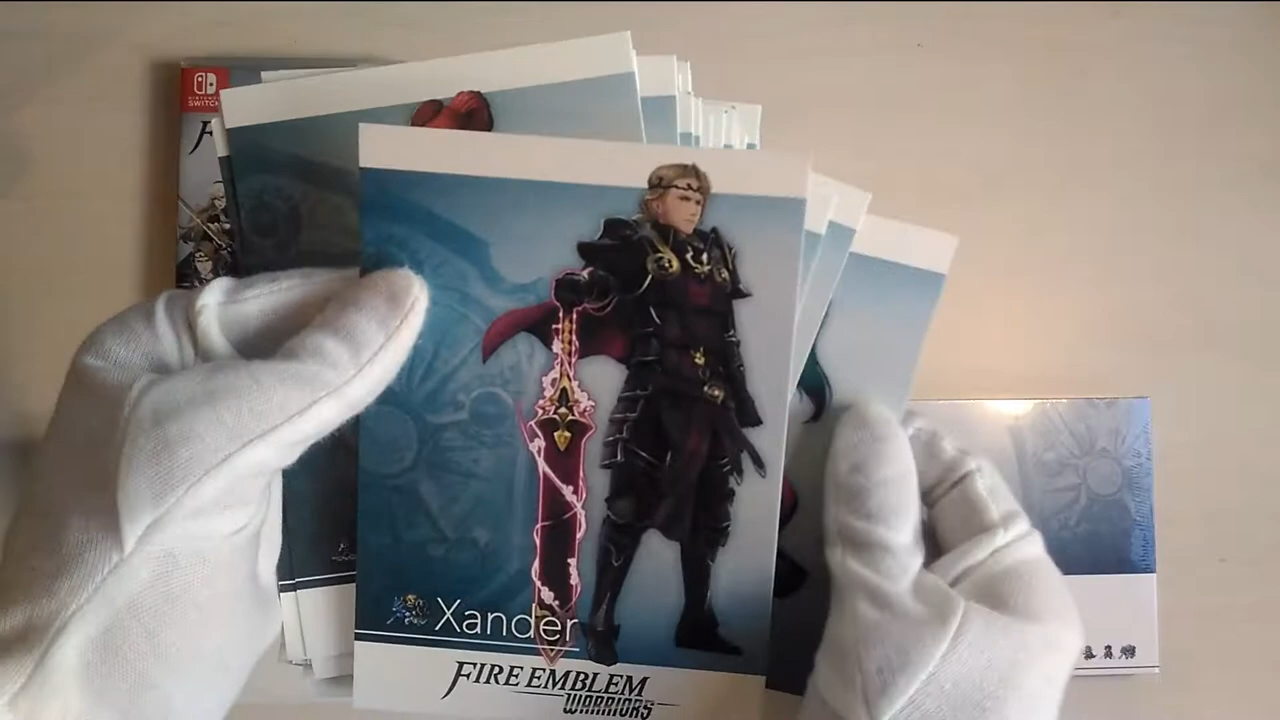 NINTENDO
SWITCH
F
Xander
FIRE EMBLEM
WARRIORS